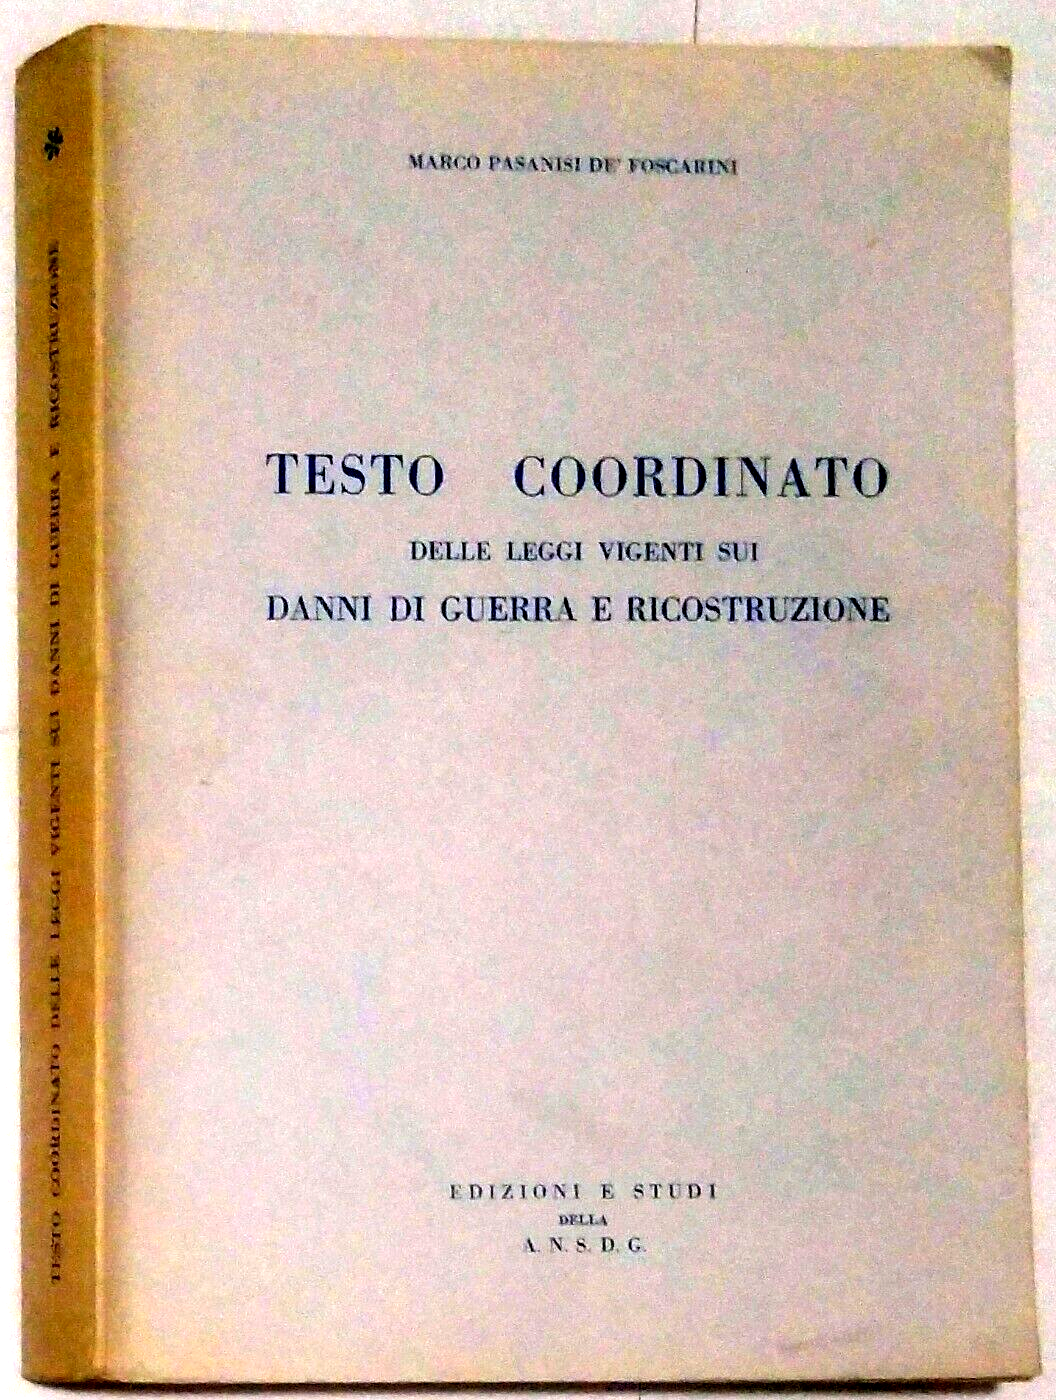 MARCO PASANISI DE' FOSCARINI
TESTO COORDINATO
DELLE LEGGI VIGENTI SUI
DANNI DI GUERRA E RICOSTRUZIONE
EDIZIONI E STUDI
DELLA
A. N. S. D. G.
TESTO COORDINATO DELLE LEGGI VIGENTI SUI DANNI DI GUERRA E RICOSTRUZIONE